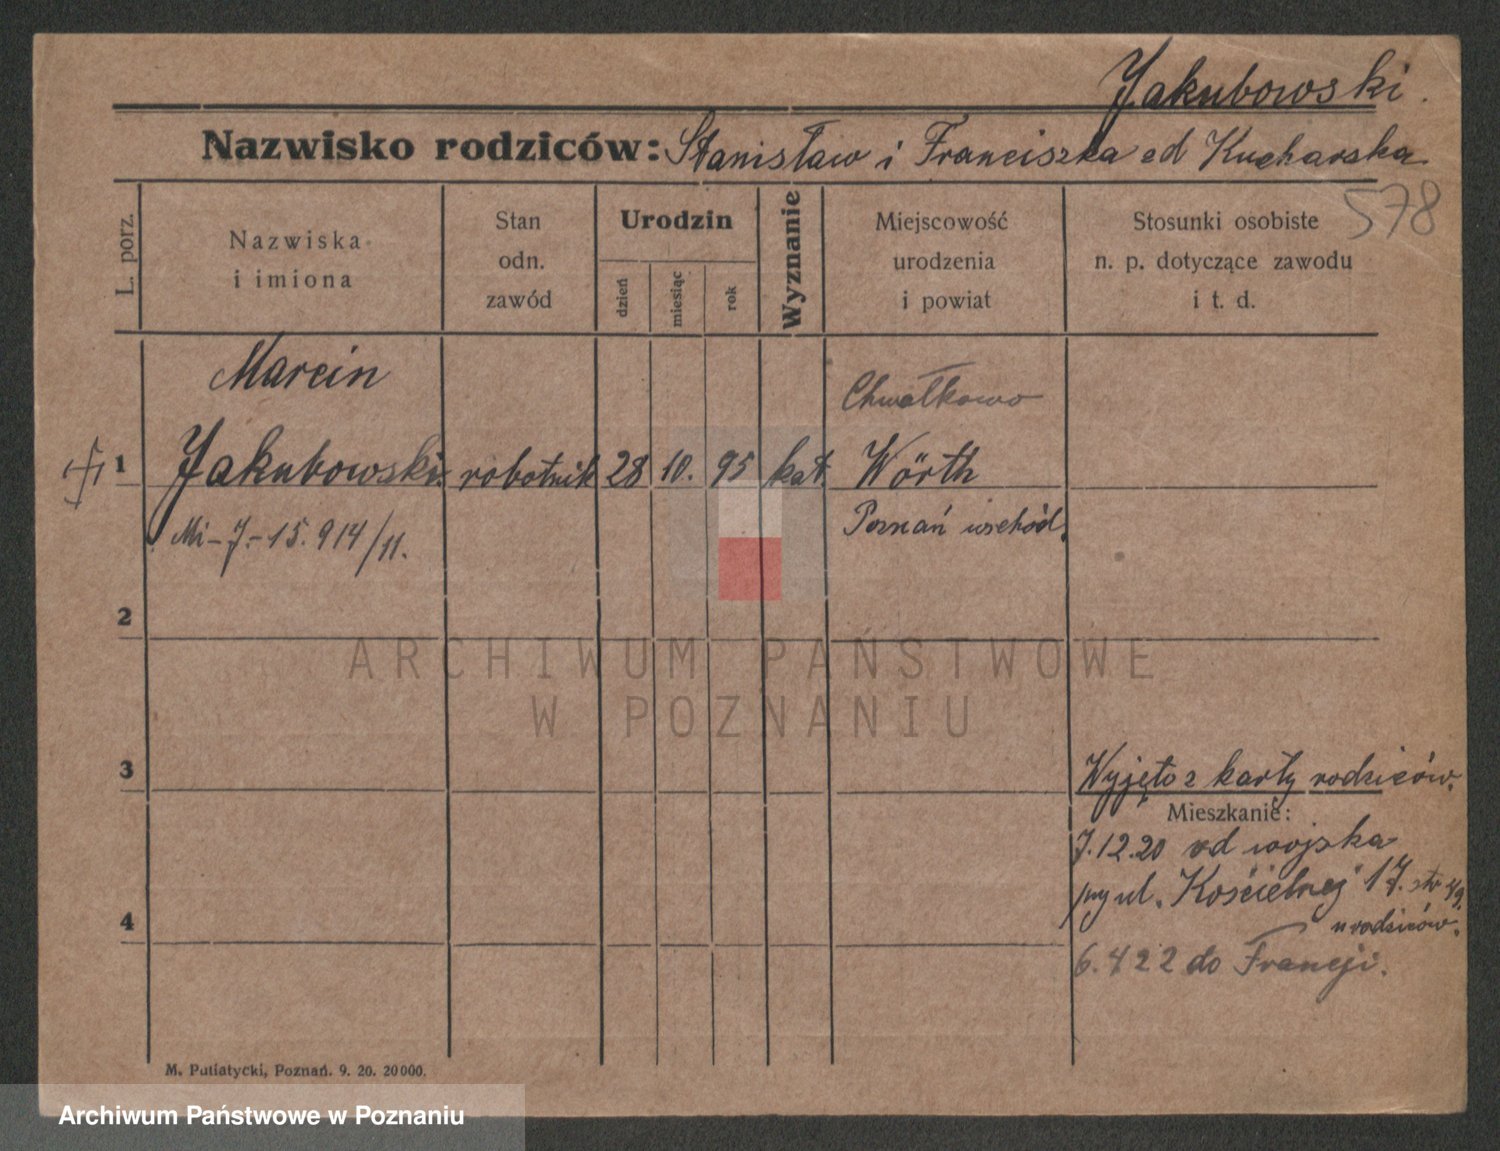 Jakubowski.
Nazwisko rodziców: Stanisław i Franciszka od Kucharska
578
L. porz.
Nazwiska
i imiona
Stan
odn.
zawód
Urodzin
dzień
miesiąc
rok
Wyznanie
Miejscowość
urodzenia
i powiat
Stosunki osobiste
n. p. dotyczące zawodu
i t. d.
Marcin
Chwałkowo
1 Jakubowski robotnik 28 10. 95 kat Wörth
Mi-7.-15.914/11.
Poznań wschód.
2
ARCHIWUM PAŃSTWOWE
W POZNANIU
3
Wyjęto z karty rodziców.
Mieszkanie:
7.12.20 od wojska
ul. Kościelnej 17. 49.
u rodziców.
4
6.4 22 do Francji.
M. Putiatycki, Poznań. 9. 20. 20000.
Archiwum Państwowe w Poznaniu